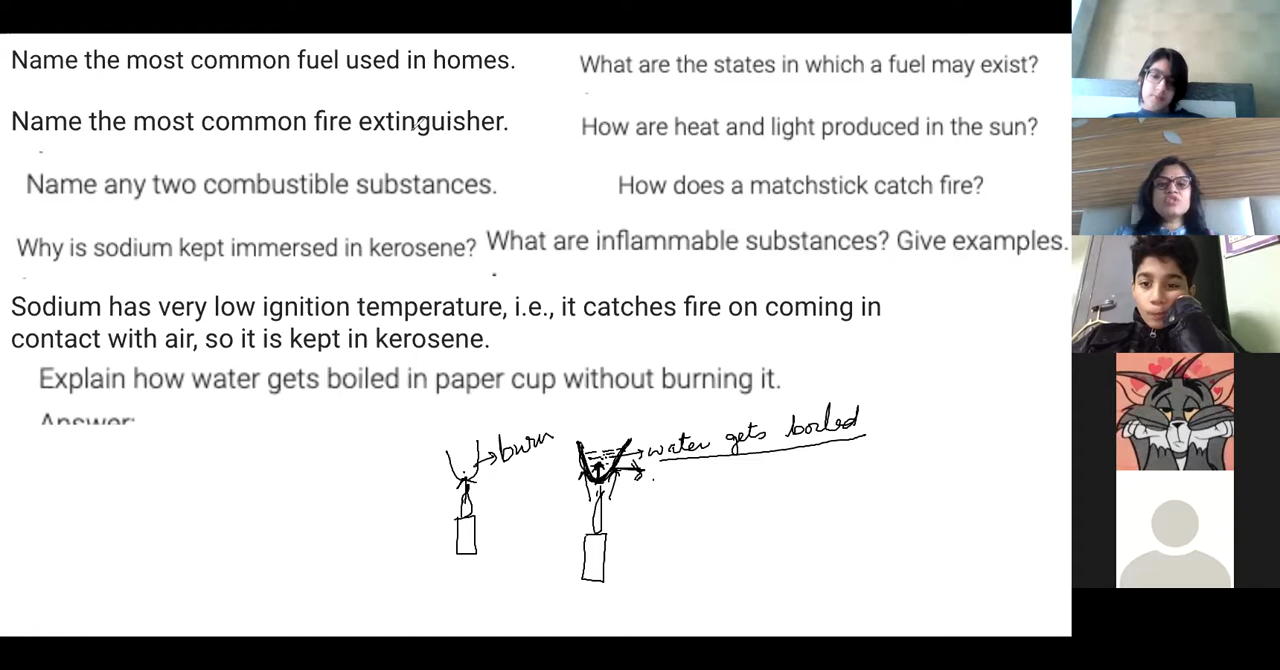 Name the most common fuel used in homes.
What are the states in which a fuel may exist?
Name the most common fire extinguisher.
How are heat and light produced in the sun?
Name any two combustible substances.
How does a matchstick catch fire?
Why is sodium kept immersed in kerosene?
What are inflammable substances? Give examples.
Sodium has very low ignition temperature, i.e., it catches fire on coming in
contact with air, so it is kept in kerosene.
Explain how water gets boiled in paper cup without burning it.
Answer:
burn
water gets boiled